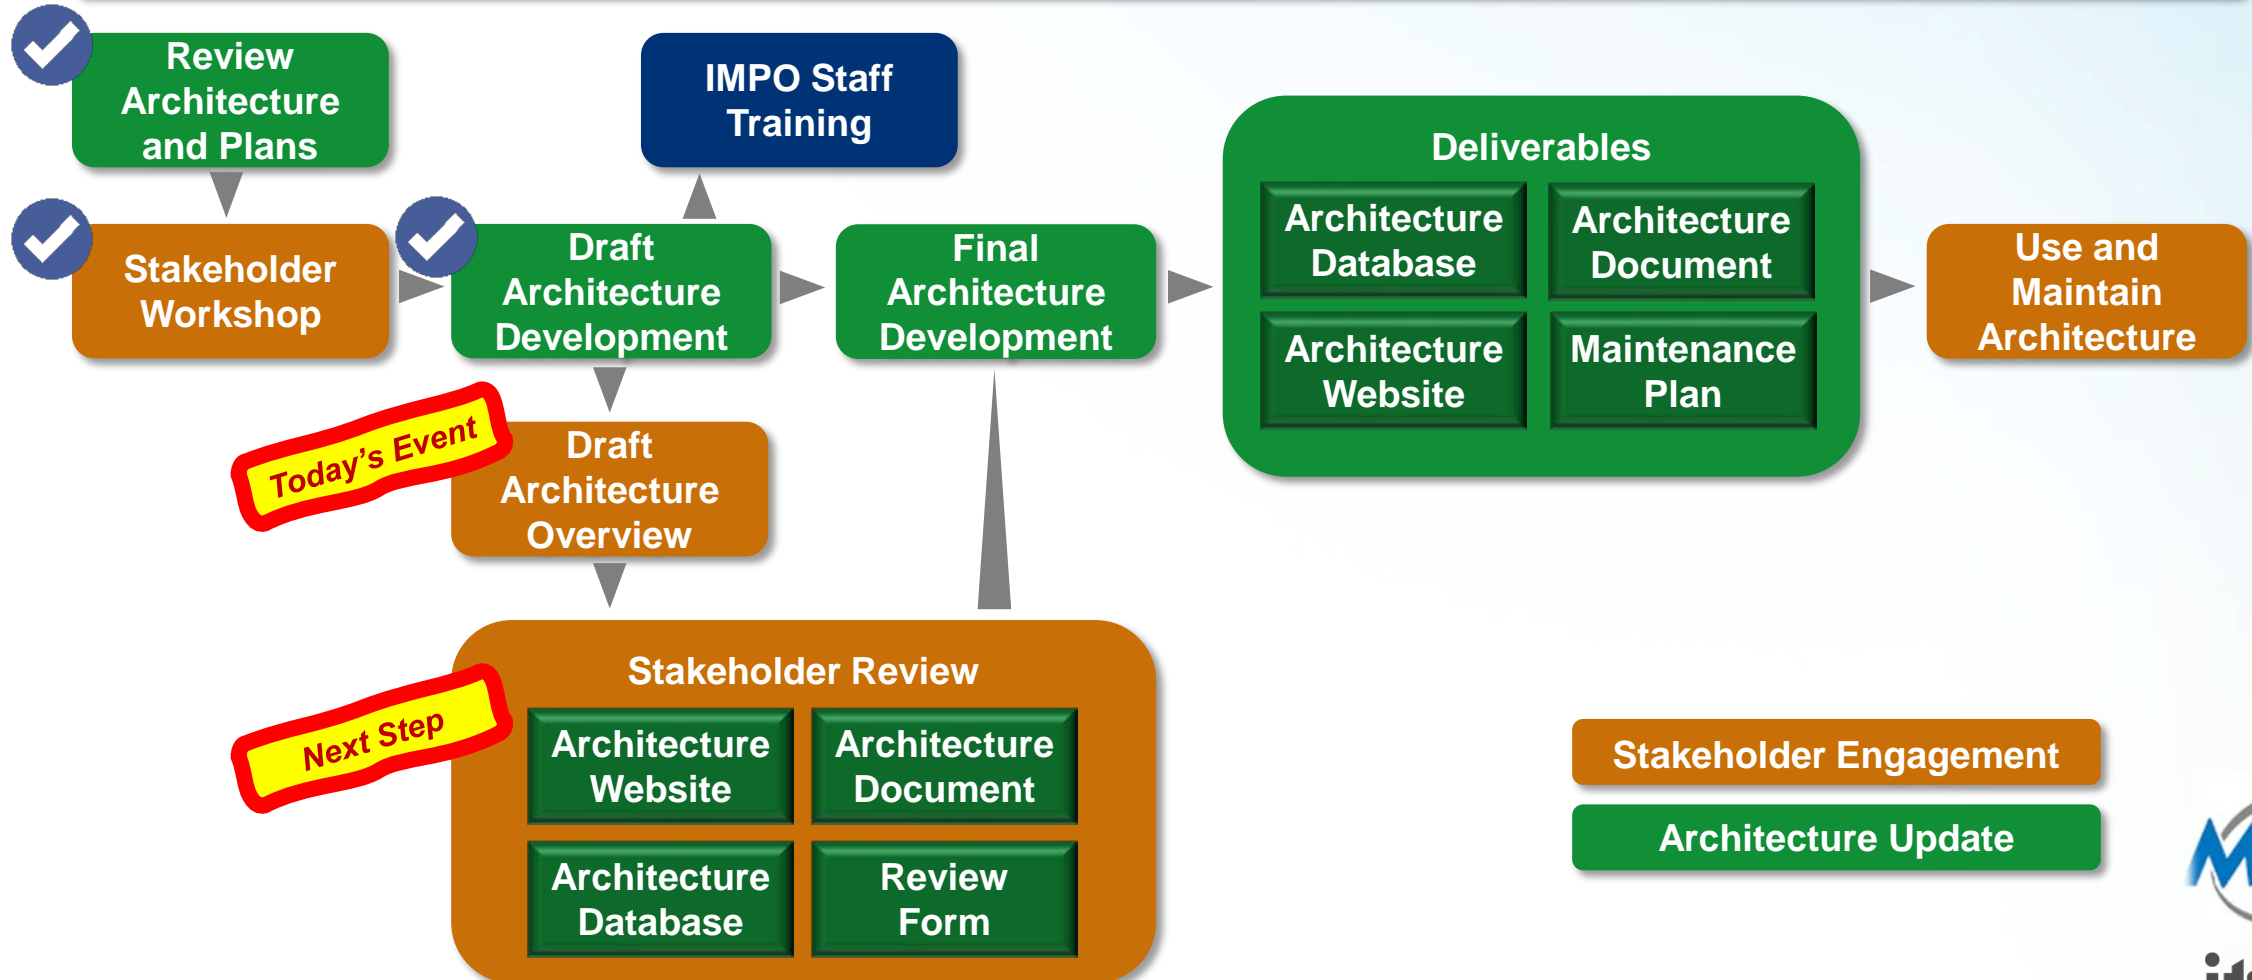 Review
Architecture
and Plans
IMPO Staff
Training
Stakeholder
Workshop
Draft
Architecture
Development
Final
Architecture
Development
Deliverables
Architecture
Database
Architecture
Document
Architecture
Website
Maintenance
Plan
Use and
Maintain
Architecture
Today's Event
Draft
Architecture
Overview
Next Step
Stakeholder Review
Architecture
Website
Architecture
Document
Architecture
Database
Review
Form
Stakeholder Engagement
Architecture Update